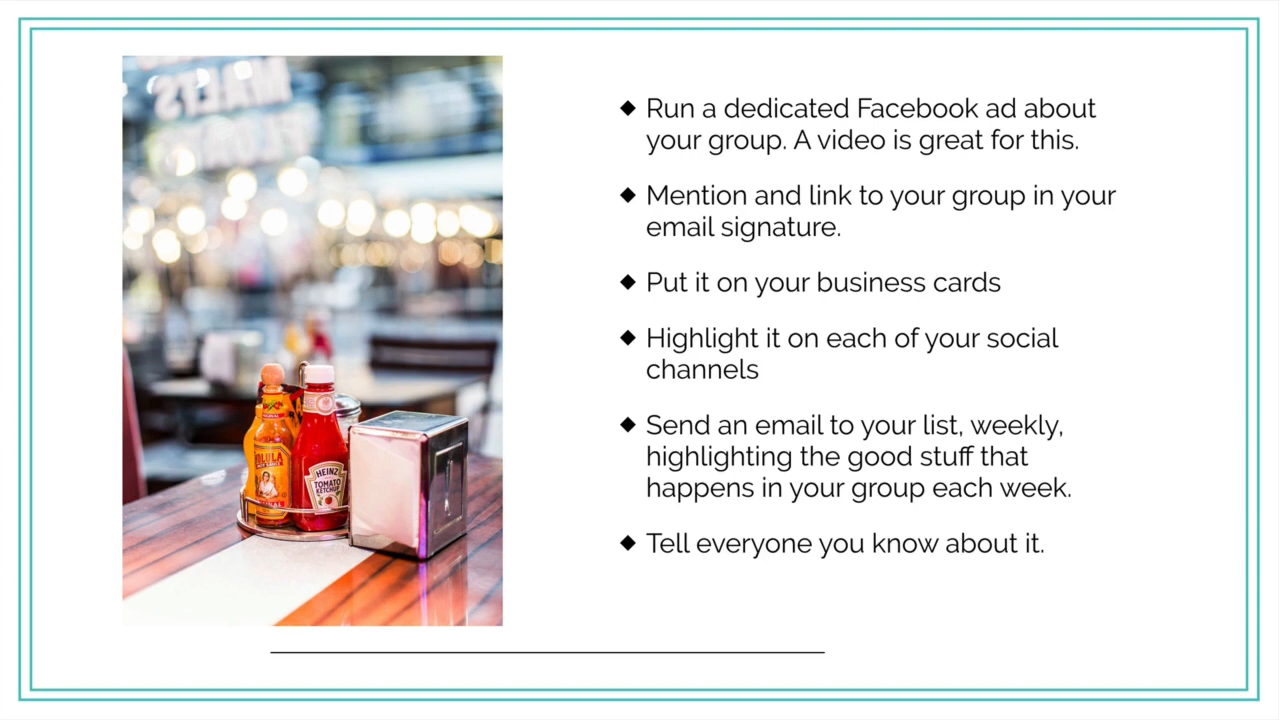 Run a dedicated Facebook ad about
your group. A video is great for this.
Mention and link to your group in your
email signature.
Put it on your business cards
Highlight it on each of your social
channels
Send an email to your list, weekly,
highlighting the good stuff that
happens in your group each week.
Tell everyone you know about it.
HEINZ
TOMATO
KETCHUP